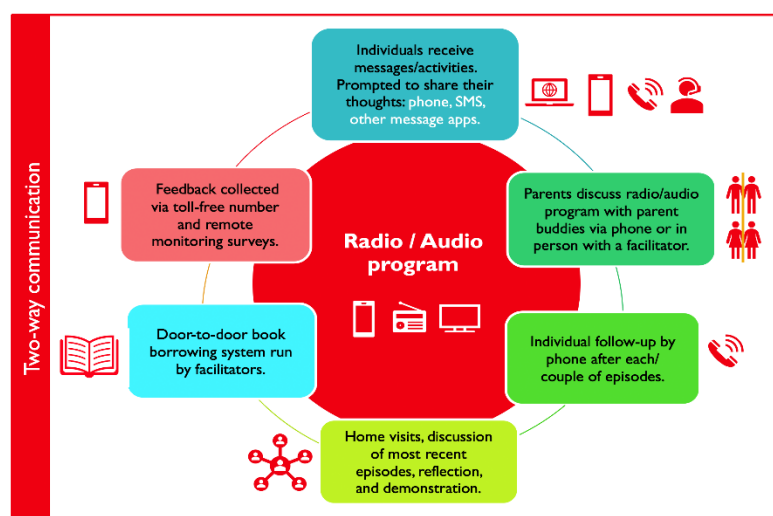 Two-way communication
Individuals receive
messages/activities.
Prompted to share their
thoughts: phone, SMS,
other message apps.
Parents discuss radio/audio
program with parent
buddies via phone or in
person with a facilitator.
Individual follow-up by
phone after each/
couple of episodes.
Home visits, discussion
of most recent
episodes, reflection,
and demonstration.
Door-to-door book
borrowing system run
by facilitators.
Feedback collected
via toll-free number
and remote
monitoring surveys.
Radio / Audio
program